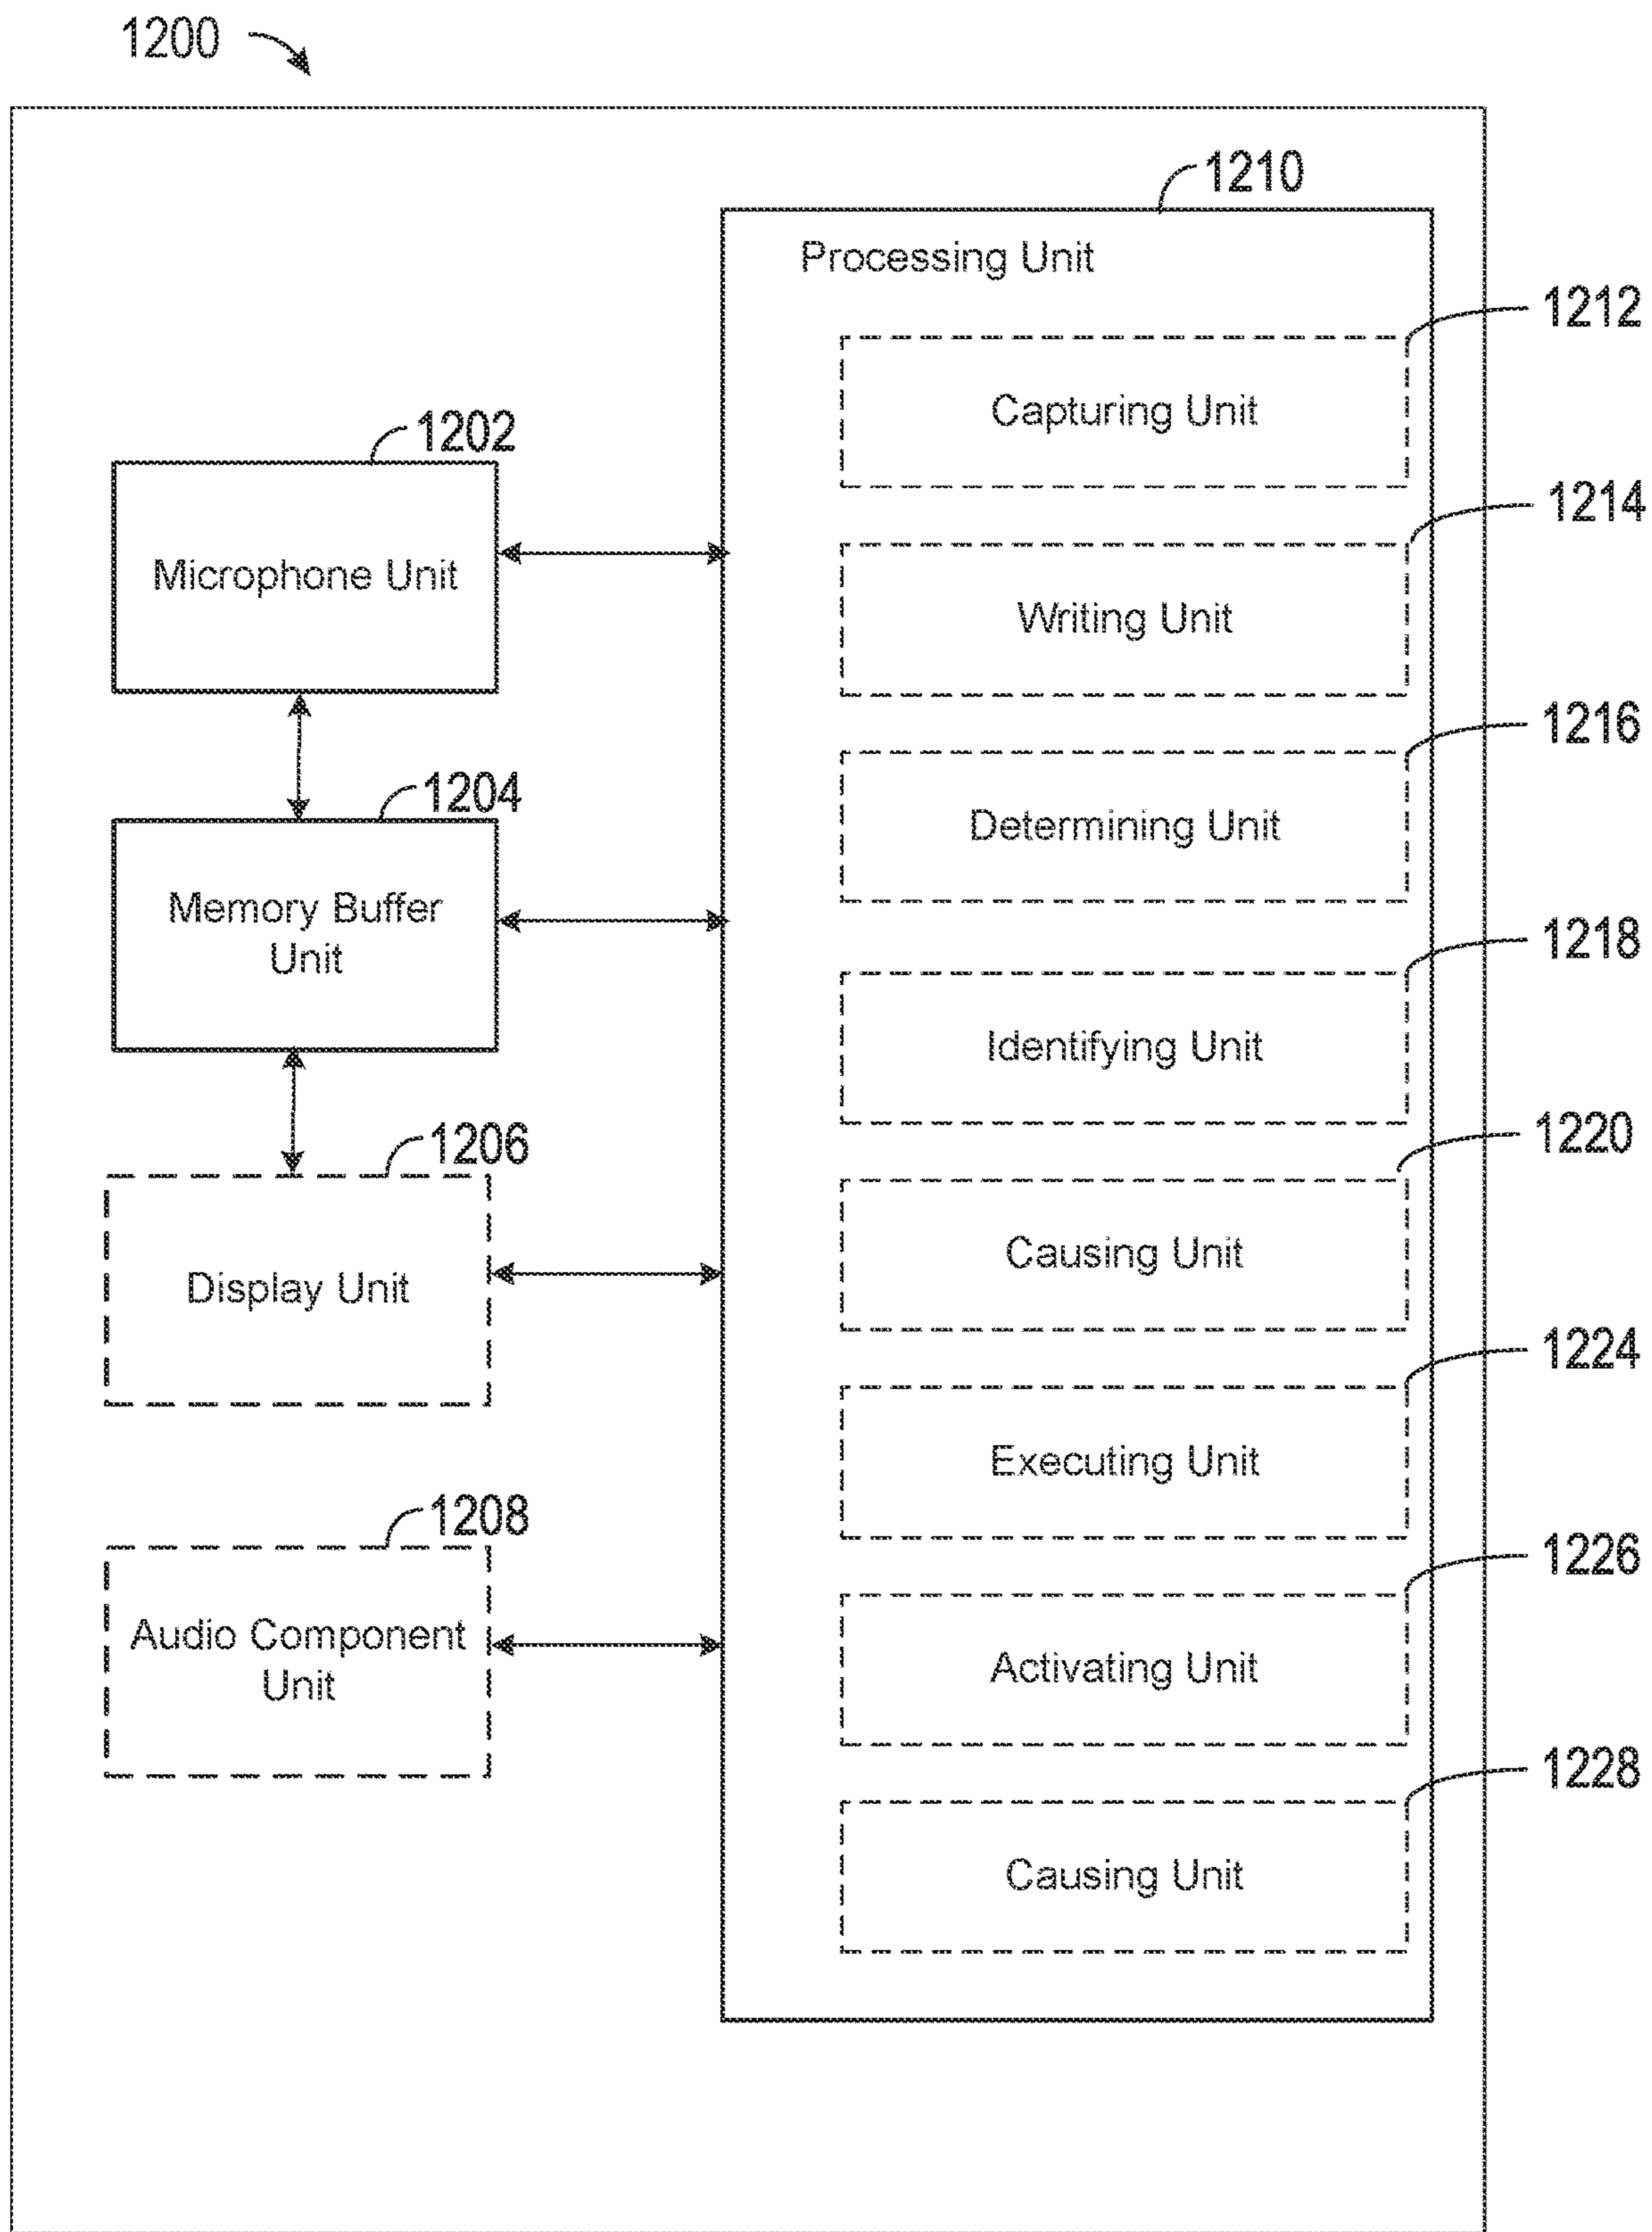 1200
1210
Processing Unit
1212
Capturing Unit
1202
Microphone Unit
1214
Writing Unit
1216
Determining Unit
1204
Memory Buffer
Unit
1218
Identifying Unit
1206
Display Unit
1220
Causing Unit
1224
Executing Unit
1208
Audio Component
Unit
1226
Activating Unit
1228
Causing Unit